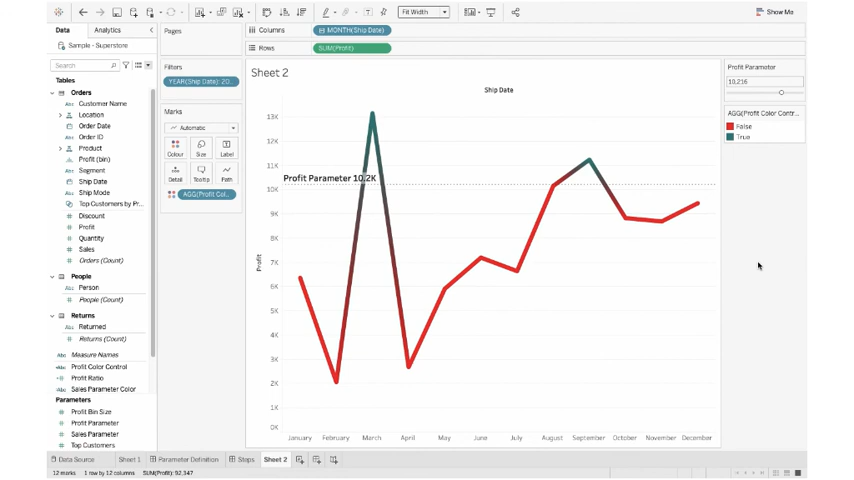 Fit Width
Show Me
Data
Analytics
Sample - Superstore
Search
Tables
Orders
Customer Name
Location
Order Date
Order ID
Product
Profit (bin)
Segment
Ship Date
Ship Mode
Top Customers by Pr...
Discount
Profit
Quantity
Sales
Orders (Count)
People
Person
People (Count)
Returns
Returned
Returns (Count)
Measure Names
Profit Color Control
Profit Ratio
Sales Parameter Color
Parameters
Profit Bin Size
Profit Parameter
Sales Parameter
Top Customers
Pages
Filters
YEAR(Ship Date): 20...
Marks
Automatic
Colour
Size
Label
Detail
Tooltip
Path
AGG(Profit Col...
Columns
MONTH(Ship Date)
Rows
SUM(Profit)
Sheet 2
Ship Date
13K
12K
11K
Profit Parameter 10.2K
10K
9K
8K
7K
6K
5K
4K
3K
2K
1K
0K
Profit
January
February
March
April
May
June
July
August
September
October
November
December
Profit Parameter
10,216
AGG(Profit Color Contr...
False
True
Data Source
Sheet 1
Parameter Definition
Steps
Sheet 2
12 marks
1 row by 12 columns
SUM(Profit): 92,347